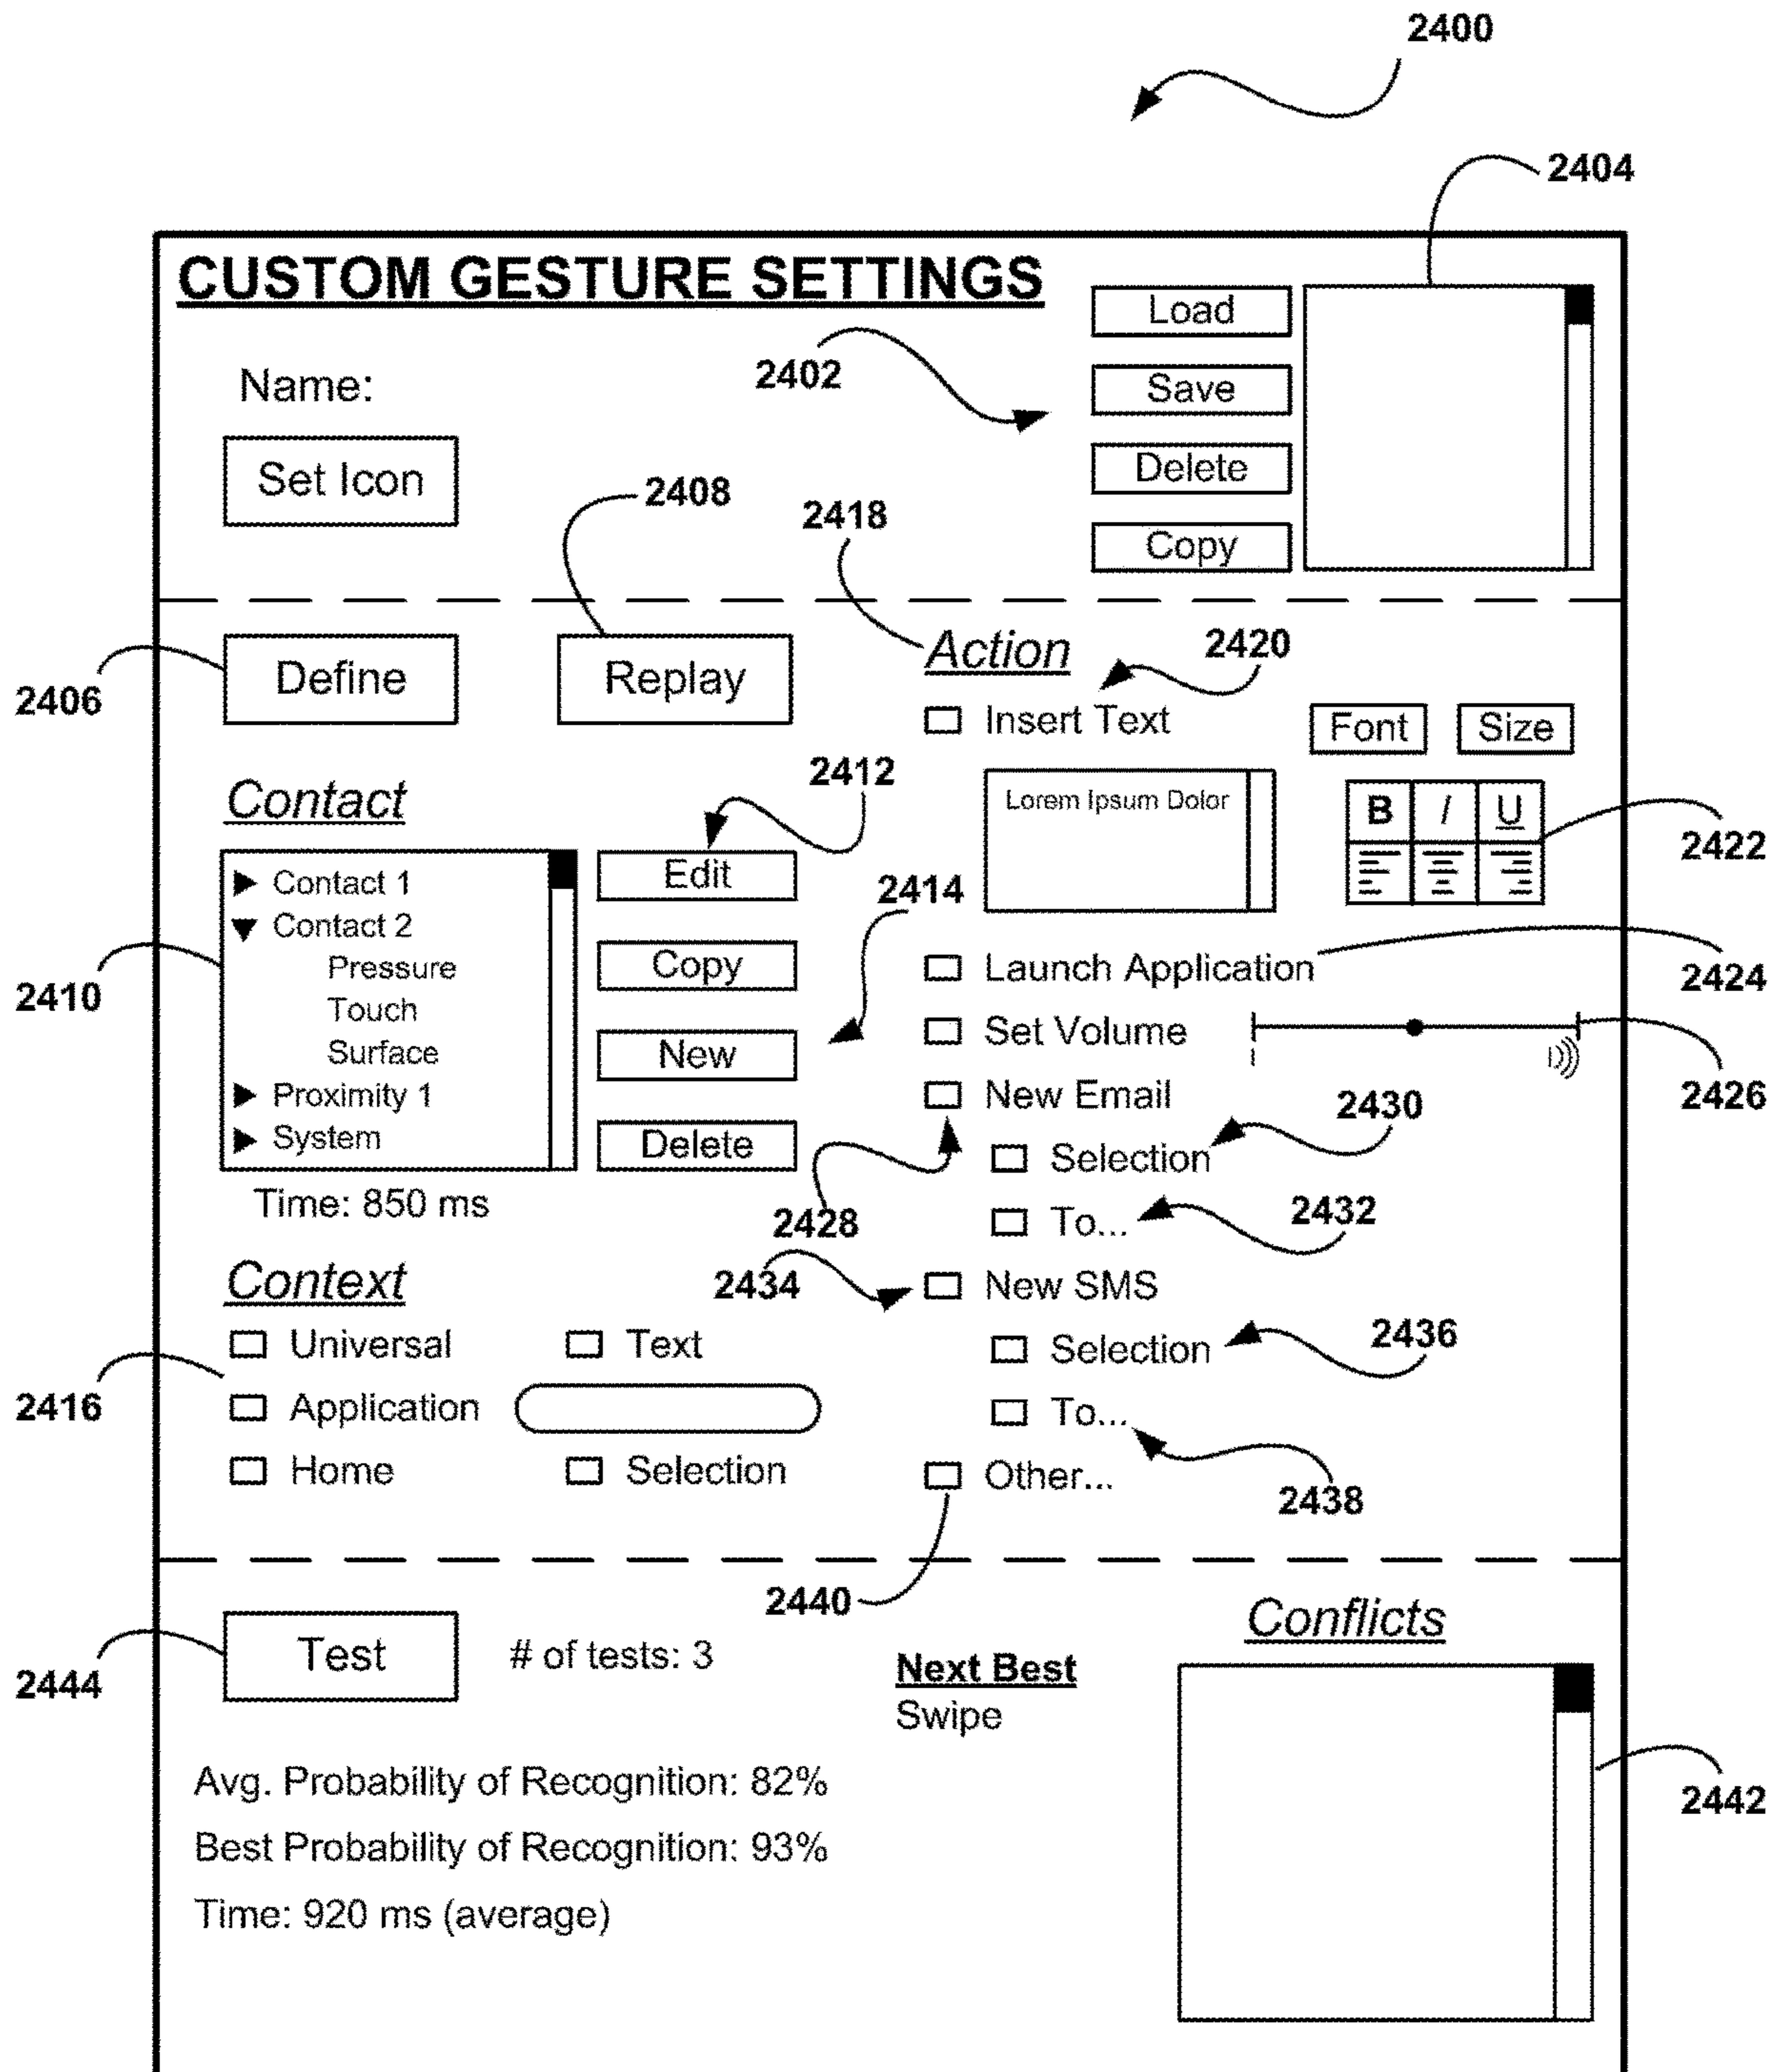 2400
2404
CUSTOM GESTURE SETTINGS
Load
2402
Save
Name:
Delete
Set Icon
2408
2418
Copy
2406
Define
Replay
Action
2420
Insert Text
Font
Size
2412
Contact
Lorem Ipsum Dolor
B
I
U
2422
Contact 1
Edit
2414
Contact 2
Pressure
Copy
Launch Application
2424
2410
Touch
Surface
New
Set Volume
2426
Proximity 1
New Email
2430
System
Delete
Selection
Time: 850 ms
2428
To...
2432
Context
2434
New SMS
Universal
Text
Selection
2436
2416
Application
To...
Home
Selection
Other...
2438
2440
Conflicts
2444
Test
# of tests: 3
Next Best
Swipe
Avg. Probability of Recognition: 82%
2442
Best Probability of Recognition: 93%
Time: 920 ms (average)